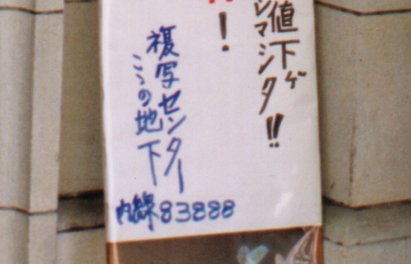 値下ゲ
シマシタ!!
!
複写センター
ここの地下
内線83888